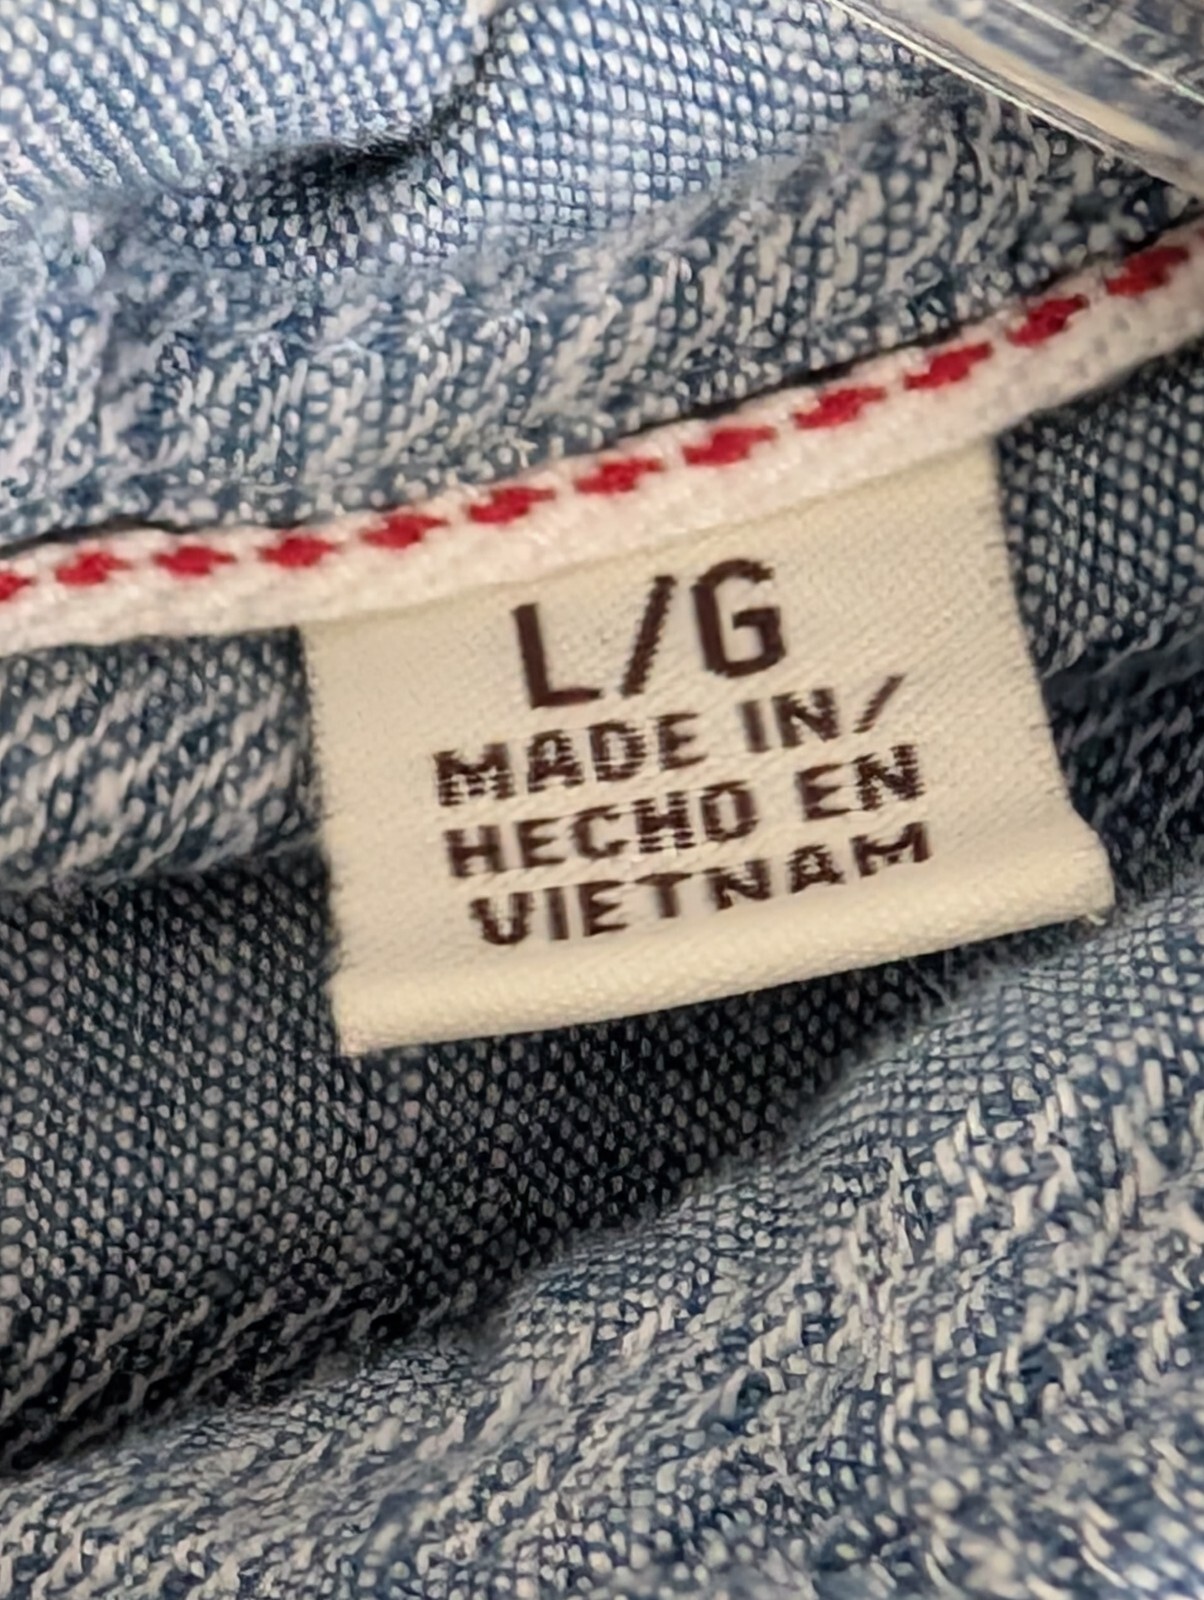 L/G
MADE IN/
HECHO EN
VIETNAM